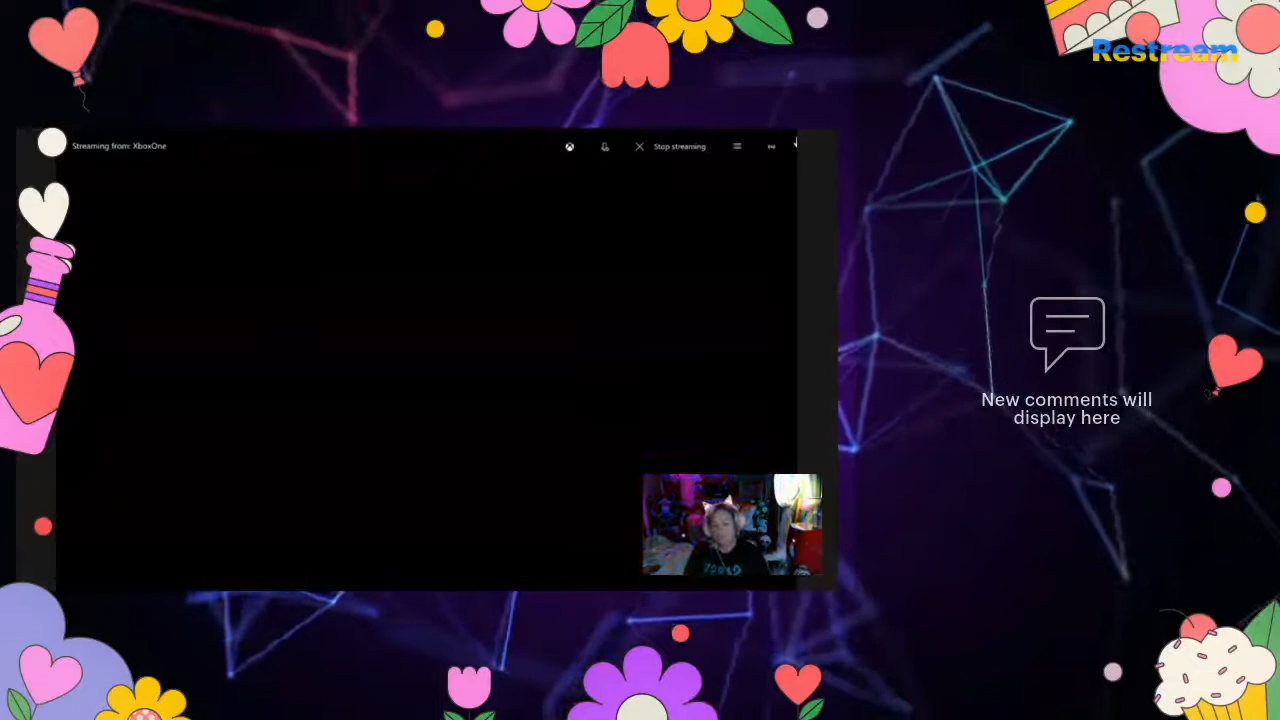 Restream
Streaming from: XboxOne
Stop streaming
New comments will
display here